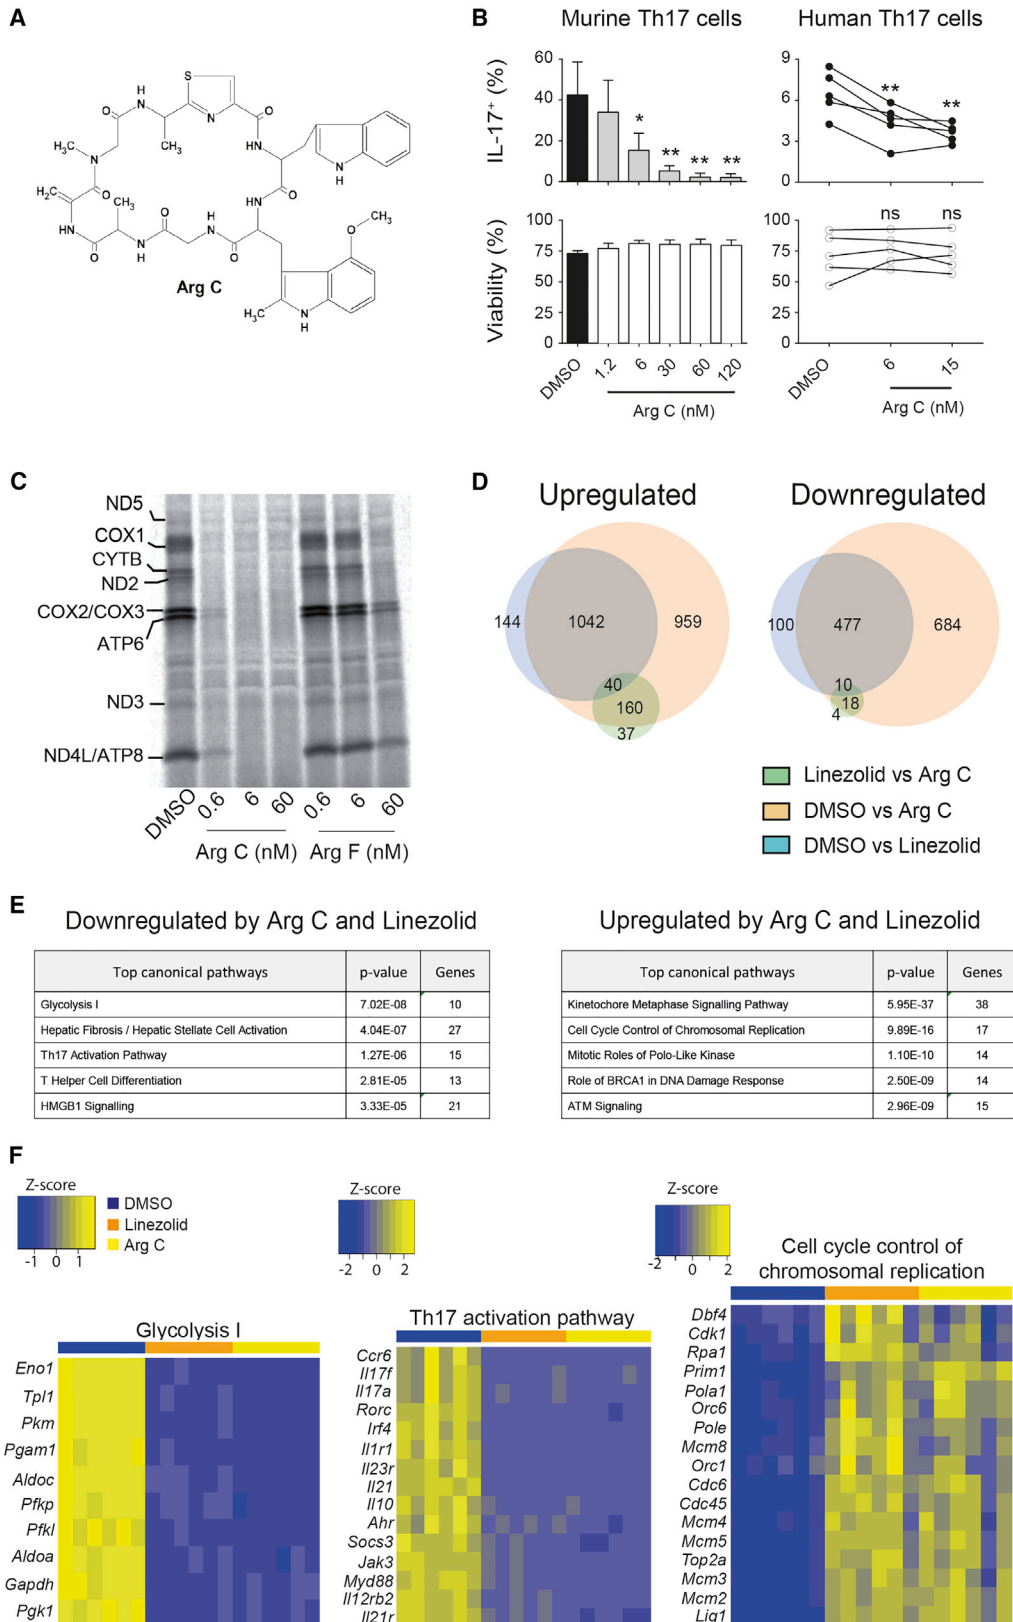 A
S
N
O
H
N
CH₃
O
HN
N
H
O
HN
O
CH₃
H₃C
N
H
H
N
O
N
H
O
CH₃
O
HN
H₂C
O
H₃C
N
O
Arg C
B
Murine Th17 cells
Human Th17 cells
IL-17⁺ (%)
60
40
20
0
*
**
**
**
9
6
3
0
**
**
Viability (%)
100
75
50
25
0
100
75
50
25
0
ns
ns
DMSO
1.2
6
30
60
120
Arg C (nM)
DMSO
6
15
Arg C (nM)
C
ND5
COX1
CYTB
ND2
COX2/COX3
ATP6
ND3
ND4L/ATP8
DMSO
0.6
6
60
0.6
6
60
Arg C (nM)
Arg F (nM)
D
Upregulated
Downregulated
144
1042
959
40
160
37
100
477
684
10
18
4
Linezolid vs Arg C
DMSO vs Arg C
DMSO vs Linezolid
E
Downregulated by Arg C and Linezolid
Top canonical pathways p-value Genes
Glycolysis I 7.02E-08 10
Hepatic Fibrosis / Hepatic Stellate Cell Activation 4.04E-07 27
Th17 Activation Pathway 1.27E-06 15
T Helper Cell Differentiation 2.81E-05 13
HMGB1 Signalling 3.33E-05 21
Upregulated by Arg C and Linezolid
Top canonical pathways p-value Genes
Kinetochore Metaphase Signalling Pathway 5.95E-37 38
Cell Cycle Control of Chromosomal Replication 9.89E-16 17
Mitotic Roles of Polo-Like Kinase 1.10E-10 14
Role of BRCA1 in DNA Damage Response 2.50E-09 14
ATM Signaling 2.96E-09 15
F
Z-score
-1 0 1
DMSO
Linezolid
Arg C
Glycolysis I
Eno1
Tpl1
Pkm
Pgam1
Aldoc
Pfkp
Pfkl
Aldoa
Gapdh
Pgk1
Z-score
-2 0 2
Th17 activation pathway
Ccr6
Il17f
Il17a
Rorc
Irf4
Il1r1
Il23r
Il21
Il10
Ahr
Socs3
Jak3
Myd88
Il12rb2
Il21r
Z-score
-2 0 2
Cell cycle control of
chromosomal replication
Dbf4
Cdk1
Rpa1
Prim1
Pola1
Orc6
Pole
Mcm8
Orc1
Cdc6
Cdc45
Mcm4
Mcm5
Top2a
Mcm3
Mcm2
Lig1